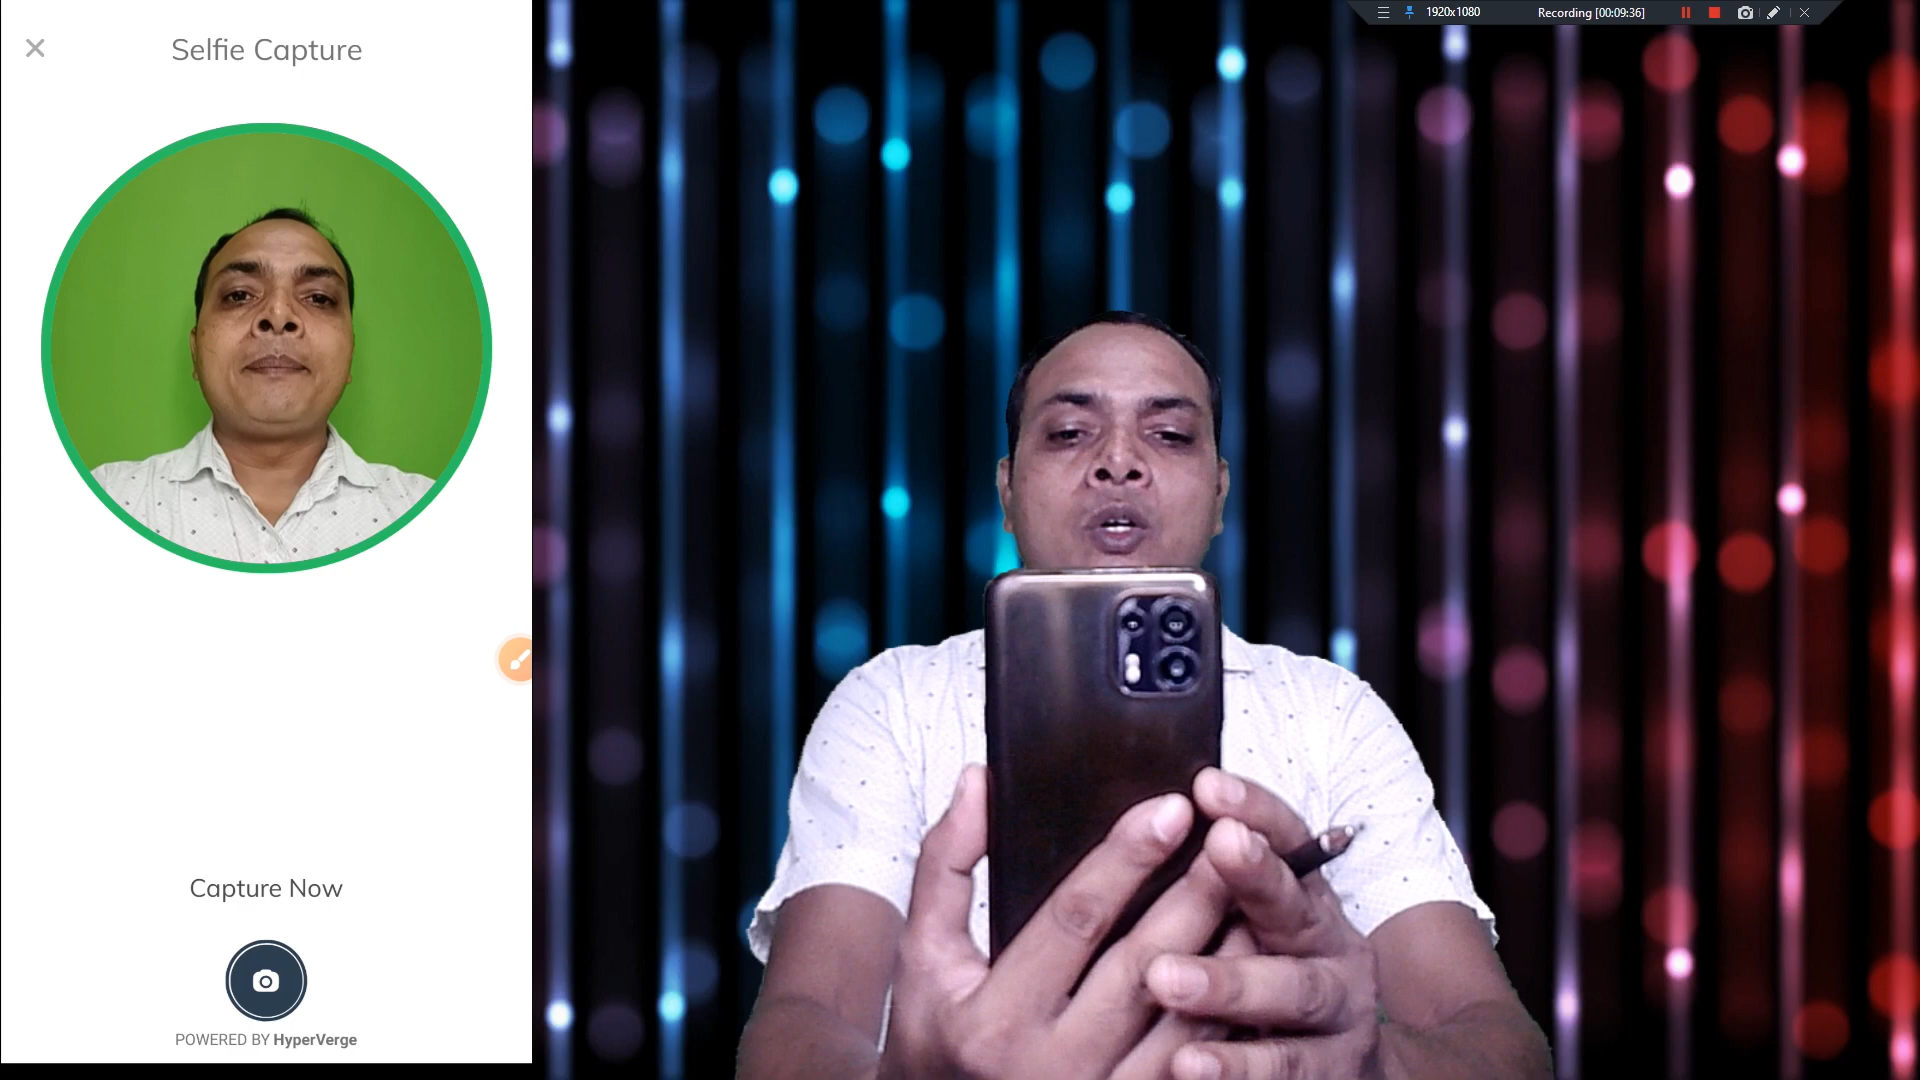 Selfie Capture
1920x1080
Recording [00:09:36]
Capture Now
POWERED BY HyperVerge